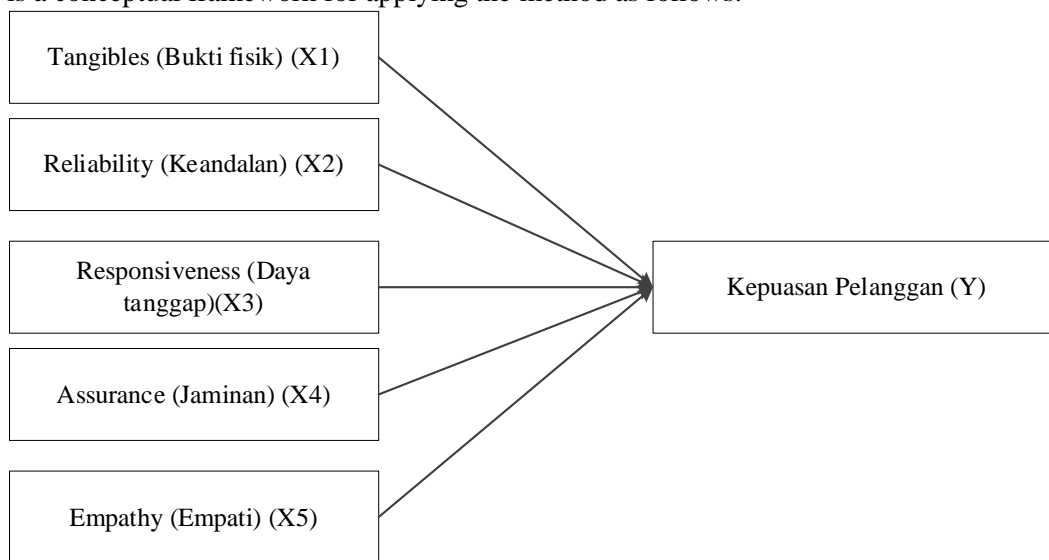 is a conceptual framework for applying the method as follows:
Tangibles (Bukti fisik) (X1)
Reliability (Keandalan) (X2)
Responsiveness (Daya
tanggap)(X3)
Kepuasan Pelanggan (Y)
Assurance (Jaminan) (X4)
Empathy (Empati) (X5)